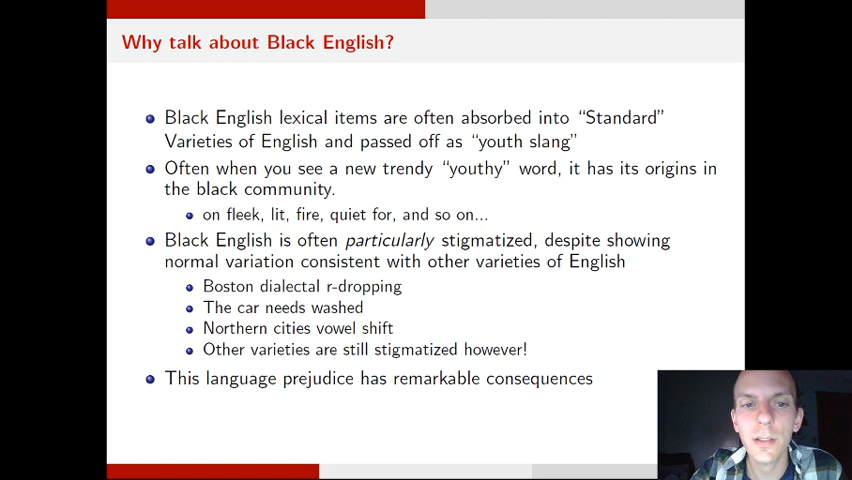 Why talk about Black English?
Black English lexical items are often absorbed into “Standard”
Varieties of English and passed off as “youth slang”
Often when you see a new trendy “youthy” word, it has its origins in
the black community.
on fleek, lit, fire, quiet for, and so on...
Black English is often particularly stigmatized, despite showing
normal variation consistent with other varieties of English
Boston dialectal r-dropping
The car needs washed
Northern cities vowel shift
Other varieties are still stigmatized however!
This language prejudice has remarkable consequences